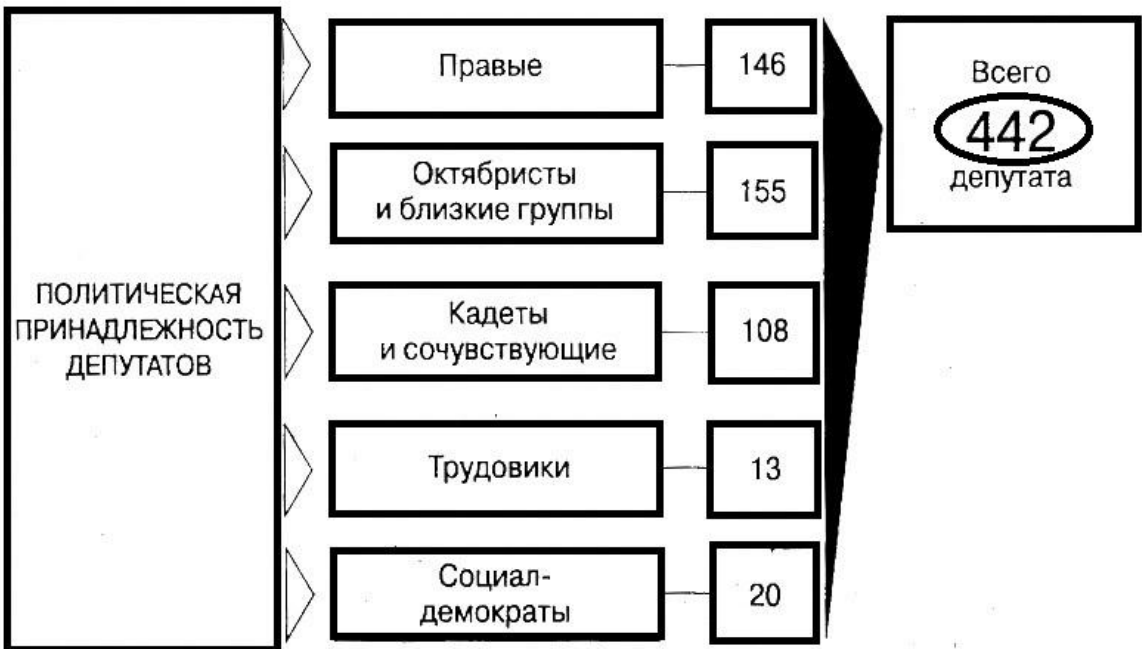 ПОЛИТИЧЕСКАЯ
ПРИНАДЛЕЖНОСТЬ
ДЕПУТАТОВ
Правые
146
Октябристы
и близкие группы
155
Кадеты
и сочувствующие
108
Трудовики
13
Социал-
демократы
20
Всего
442
депутата